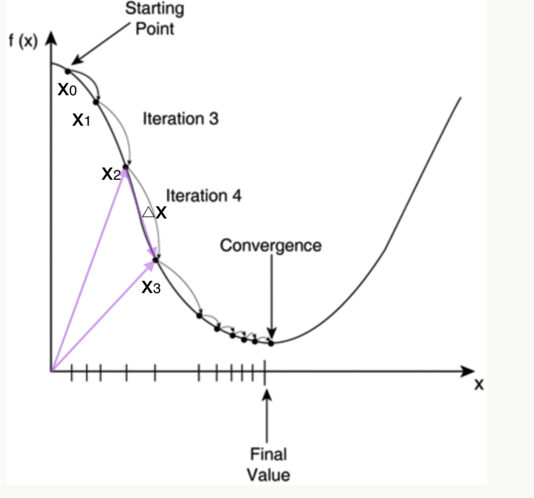 Starting
Point
f (x)
X0
X1
Iteration 3
X2
Iteration 4
△X
Convergence
X3
x
Final
Value